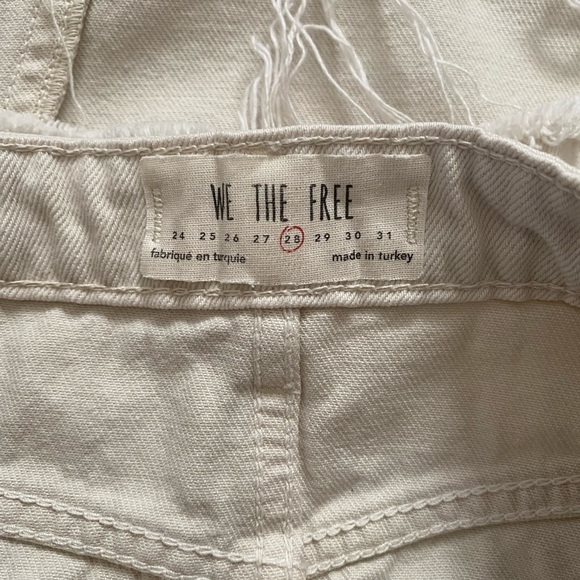 WE THE FREE
24 25 26 27 28 29 30 31
fabriqué en turquie made in turkey